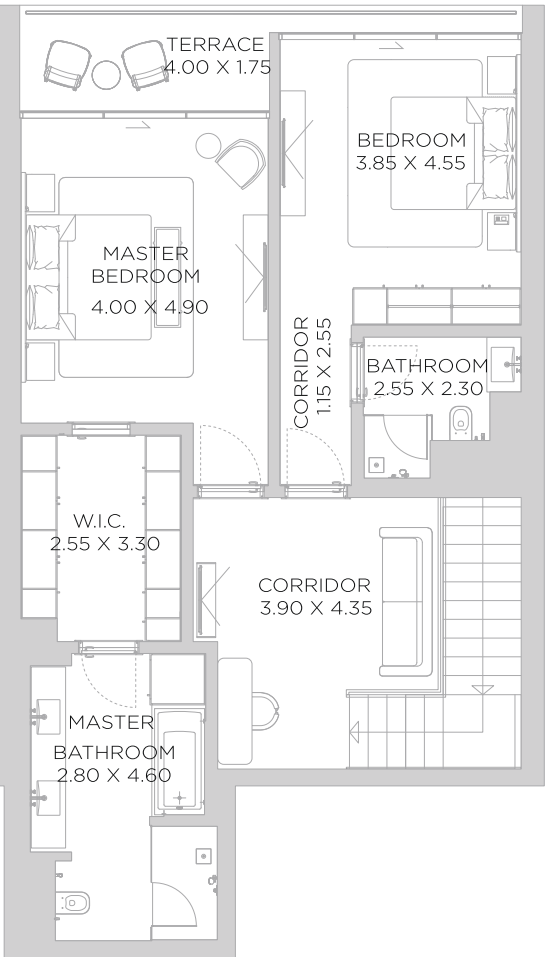 TERRACE
4.00 X 1.75
BEDROOM
3.85 X 4.55
MASTER
BEDROOM
4.00 X 4.90
CORRIDOR
1.15 X 2.55
BATHROOM
2.55 X 2.30
W.I.C.
2.55 X 3.30
CORRIDOR
3.90 X 4.35
MASTER
BATHROOM
2.80 X 4.60